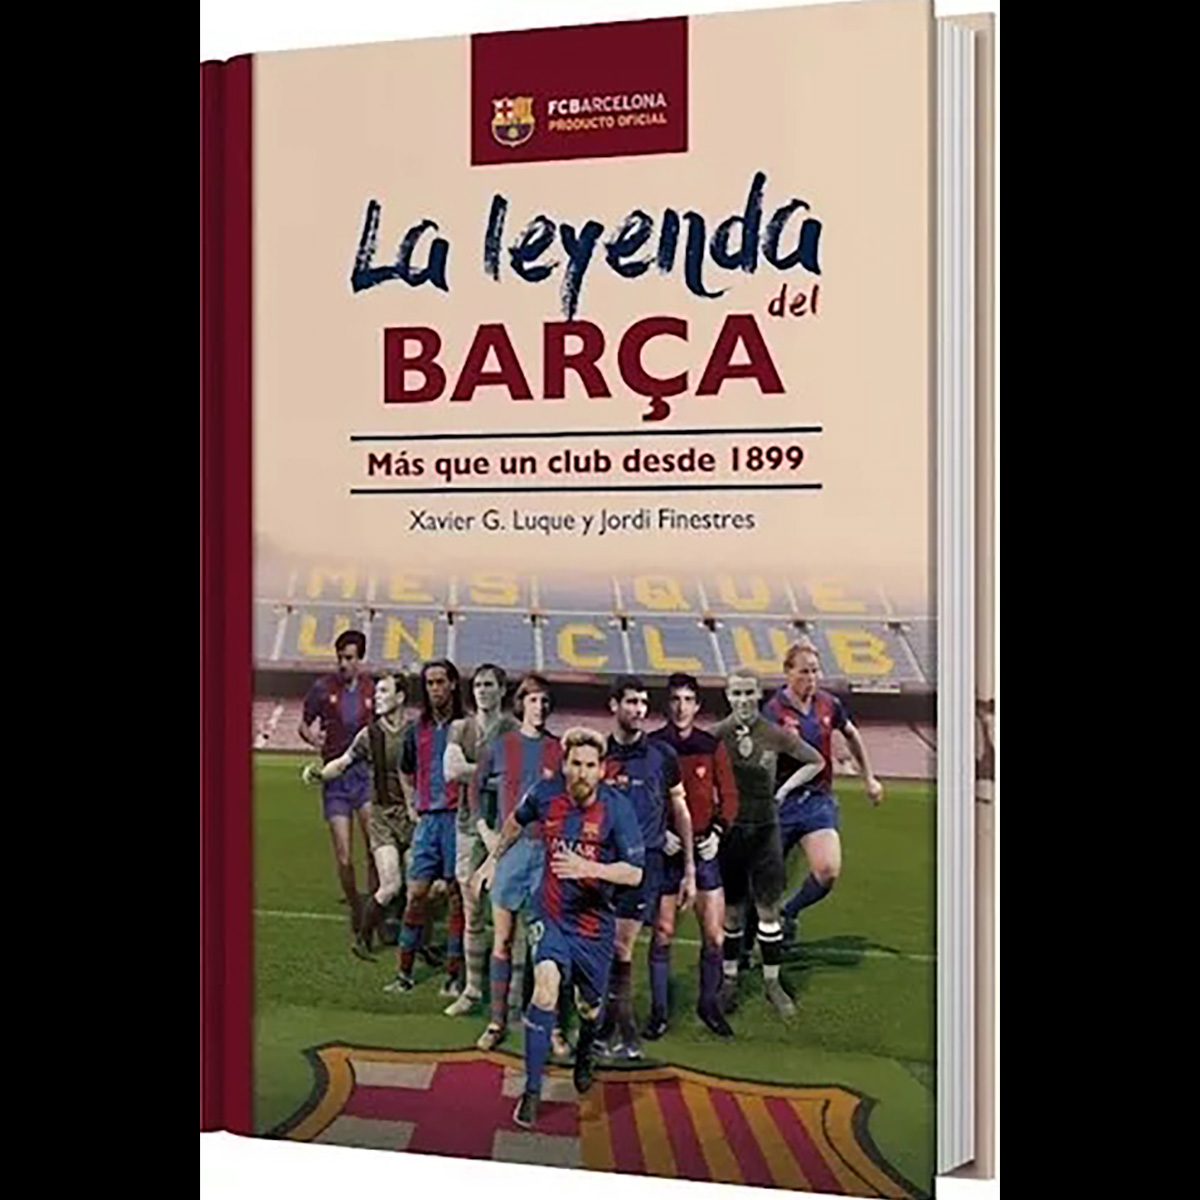 FCBARCELONA
PRODUCTO OFICIAL
La leyenda
del
BARÇA
Más que un club desde 1899
Xavier G. Luque y Jordi Finestres
MES QUE
UN CLUB